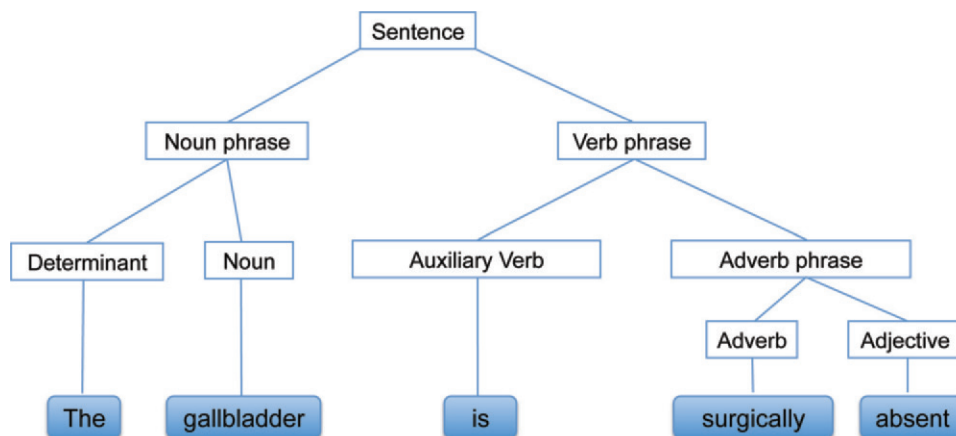 Sentence
Noun phrase
Verb phrase
Determinant
Noun
Auxiliary Verb
Adverb phrase
Adverb
Adjective
The
gallbladder
is
surgically
absent